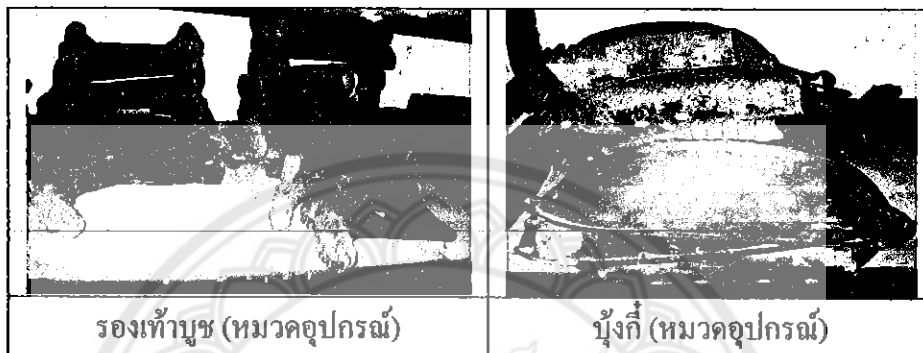 รองเท้าบูช (หมวดอุปกรณ์)
บุ้งกี๋ (หมวดอุปกรณ์)